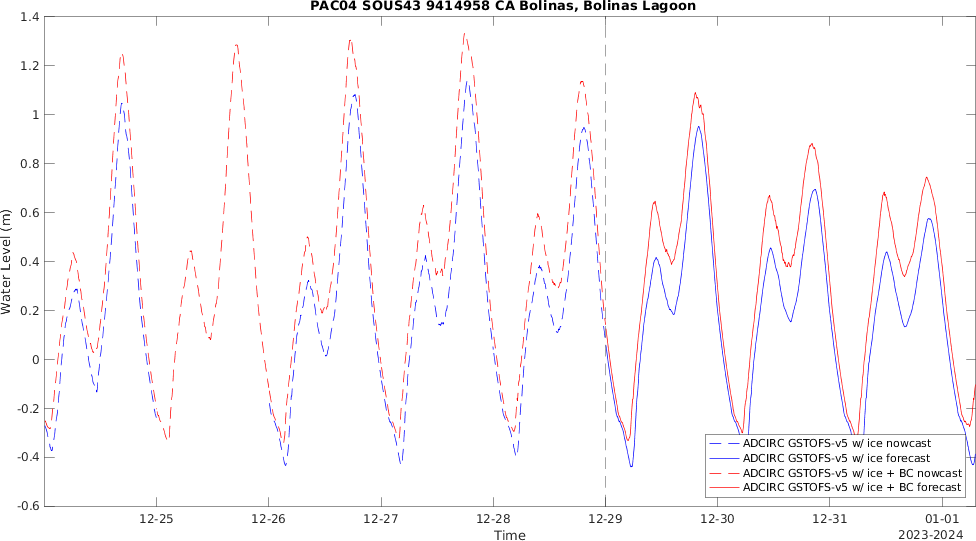 PAC04 SOUS43 9414958 CA Bolinas, Bolinas Lagoon
1.4
1.2
1
0.8
0.6
0.4
0.2
0
-0.2
-0.4
-0.6
Water Level (m)
12-25 12-26 12-27 12-28 12-29 12-30 12-31 01-01
Time
2023-2024
ADCIRC GSTOFS-v5 w/ ice nowcast
ADCIRC GSTOFS-v5 w/ ice forecast
ADCIRC GSTOFS-v5 w/ ice + BC nowcast
ADCIRC GSTOFS-v5 w/ ice + BC forecast